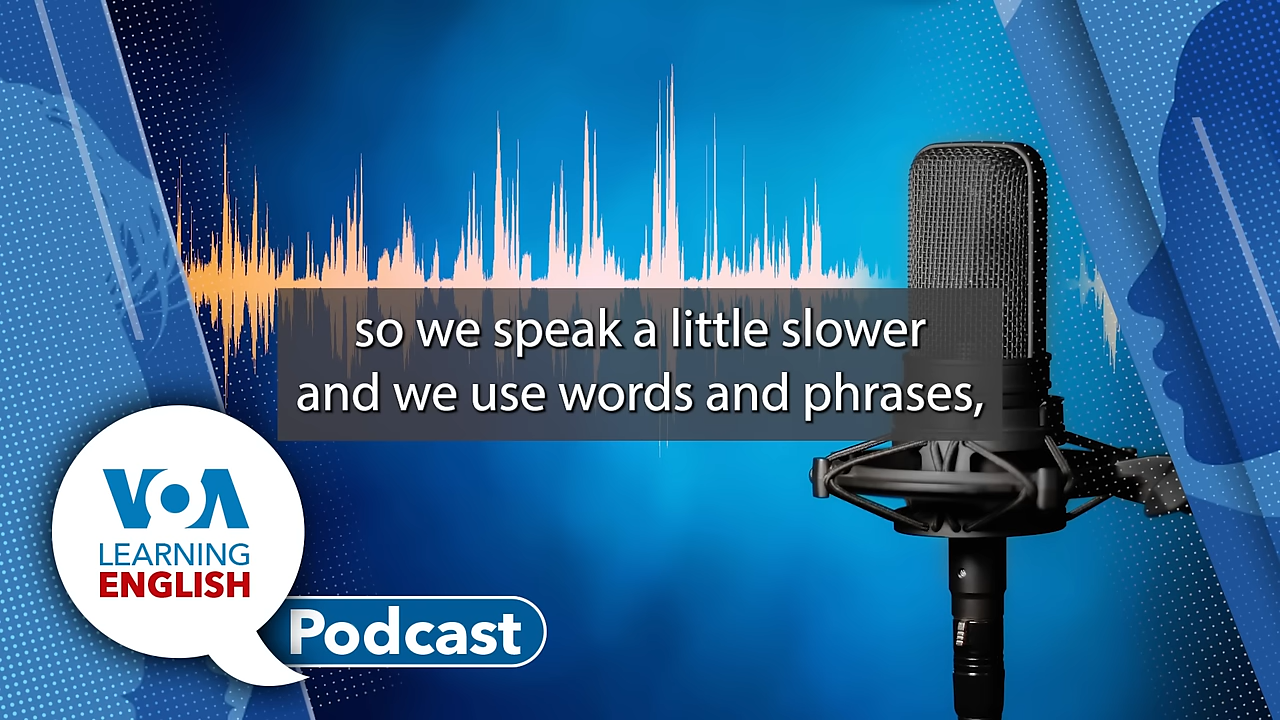 so we speak a little slower
and we use words and phrases,
VOA
LEARNING
ENGLISH
Podcast